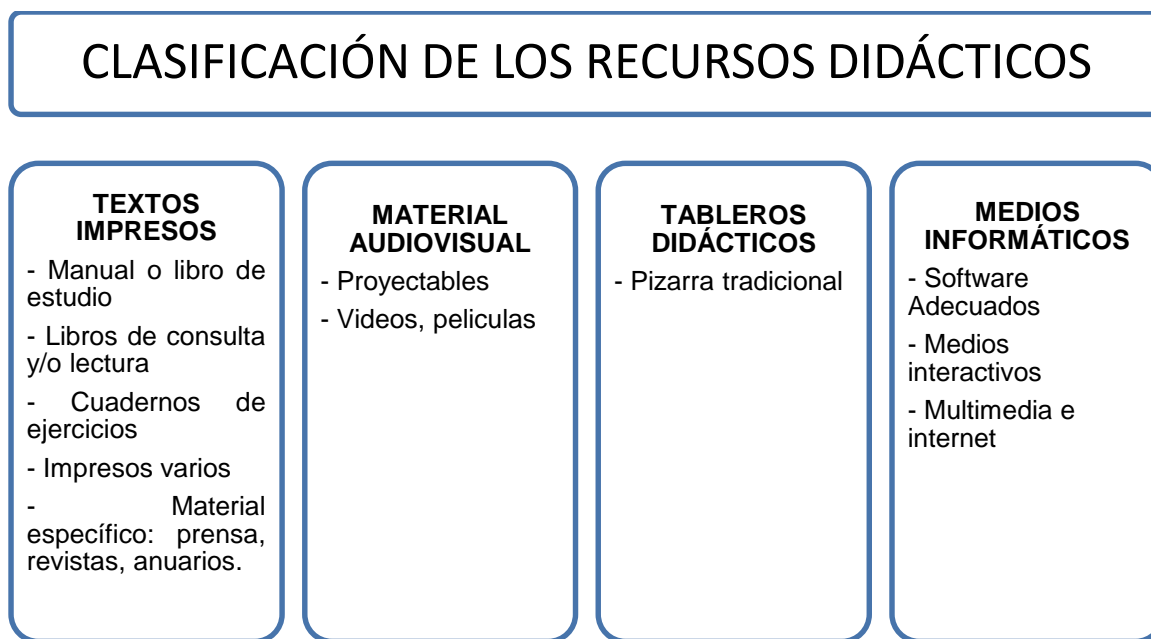 CLASIFICACIÓN DE LOS RECURSOS DIDÁCTICOS
TEXTOS
IMPRESOS
- Manual o libro de
estudio
- Libros de consulta
y/o lectura
- Cuadernos de
ejercicios
- Impresos varios
- Material
específico: prensa,
revistas, anuarios.
MATERIAL
AUDIOVISUAL
- Proyectables
- Videos, peliculas
TABLEROS
DIDÁCTICOS
- Pizarra tradicional
MEDIOS
INFORMÁTICOS
- Software
Adecuados
- Medios
interactivos
- Multimedia e
internet